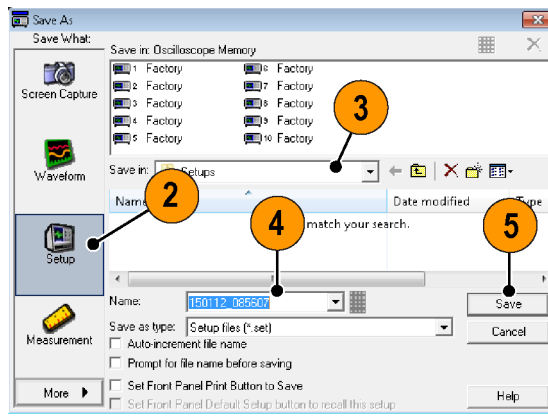 Save As
Save What:
Save in: Oscilloscope Memory
1 Factory
2 Factory
3 Factory
4 Factory
5 Factory
6 Factory
7 Factory
8 Factory
9 Factory
10 Factory
Screen Capture
Waveform
Setup
Measurement
More
3
Save in: Setups
2
Name Date modified Type
4
match your search.
5
Name: 150112_085607
Save
Save as type: Setup files (*.set)
Cancel
Auto-increment file name
Prompt for file name before saving
Set Front Panel Print Button to Save
Set Front Panel Default Setup button to recall this setup
Help